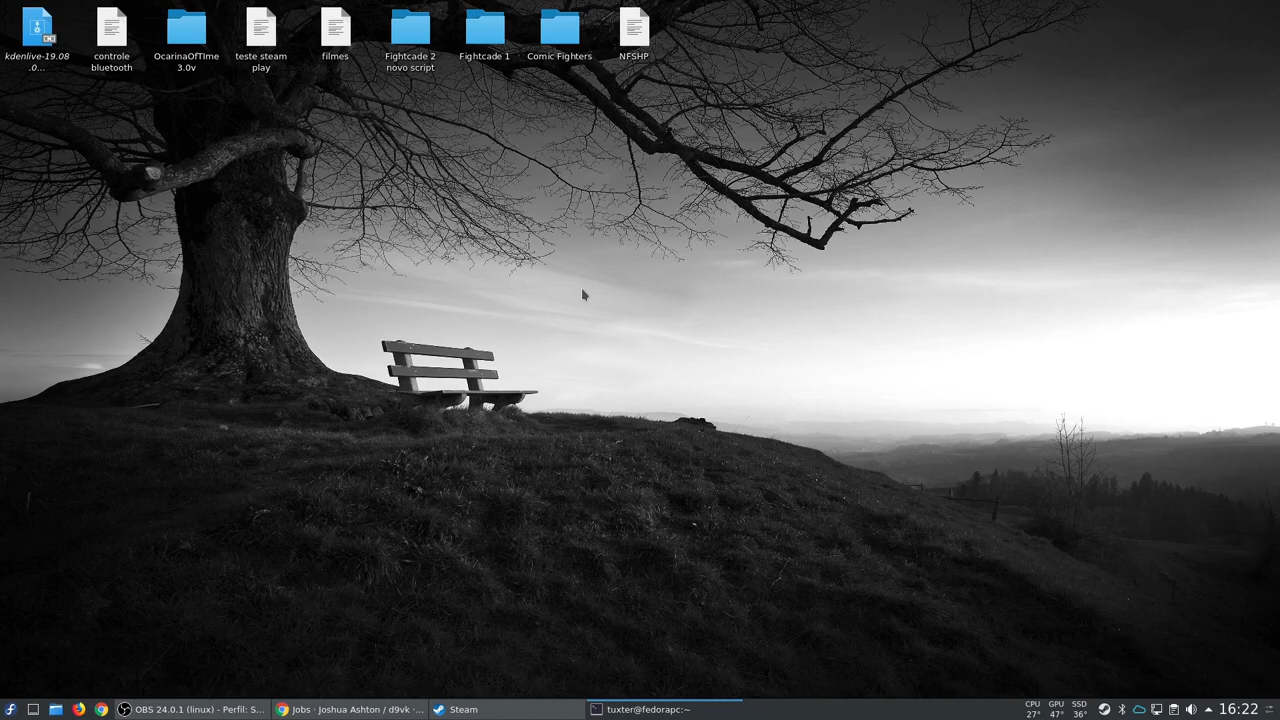 kdenlive-19.08
.0...
controle
bluetooth
OcarinaOfTIme
3.0v
teste steam
play
filmes
Fightcade 2
novo script
Fightcade 1
Comic Fighters
NFSHP
OBS 24.0.1 (linux) - Perfil: S...
Jobs · Joshua Ashton / d9vk ·...
Steam
tuxter@fedorapc:~
CPU
27°
GPU
47°
SSD
36°
16:22